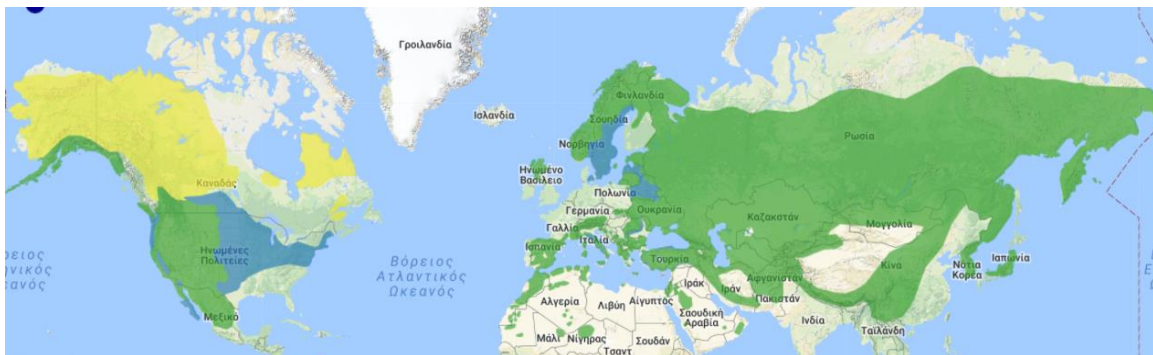 Γροιλανδία
Ισλανδία
Φινλανδία
Σουηδία
Νορβηγία
Ρωσία
Καναδάς
Ηνωμένο
Βασίλειο
Πολωνία
Γερμανία
Ουκρανία
Γαλλία
Καζακστάν
Μογγολία
Ηνωμένες
Πολιτείες
Βόρειος
Ατλαντικός
Ωκεανός
Ισπανία
Ιταλία
Τουρκία
Αφγανιστάν
Κίνα
Νότια
Κορέα
Ιαπωνία
Ιράκ
Ιράν
Πακιστάν
Μεξικό
Αλγερία
Λιβύη
Αίγυπτος
Σαουδική
Αραβία
Ινδία
Ταϊλάνδη
Μάλι
Νίγηρας
Σουδάν
Τσαντ